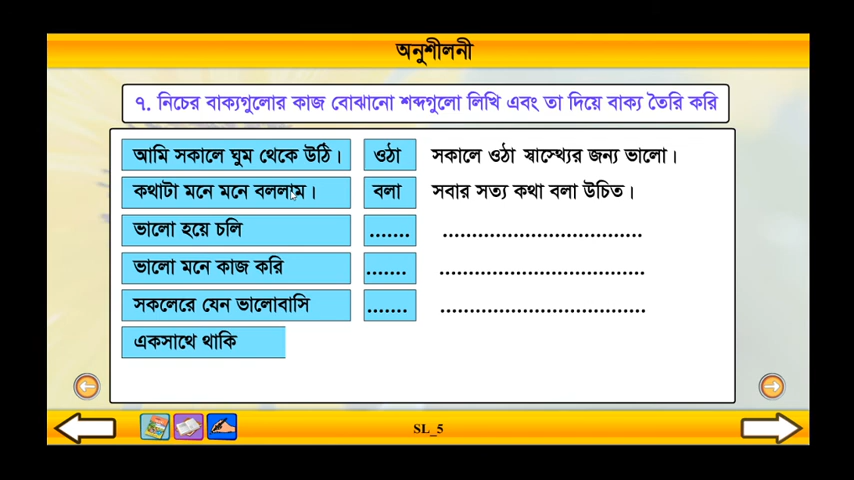 অনুশীলনী
৭. নিচের বাক্যগুলোর কাজ বোঝানো শব্দগুলো লিখি এবং তা দিয়ে বাক্য তৈরি করি
আমি সকালে ঘুম থেকে উঠি। ওঠা সকালে ওঠা স্বাস্থ্যের জন্য ভালো।
কথাটা মনে মনে বললাম। বলা সবার সত্য কথা বলা উচিত।
ভালো হয়ে চলি ....... ....................................
ভালো মনে কাজ করি ....... ....................................
সকলেরে যেন ভালোবাসি ....... ....................................
একসাথে থাকি
SL_5